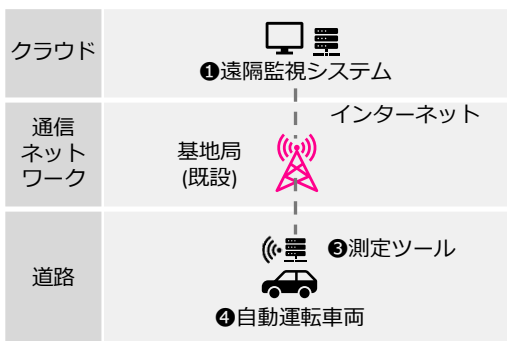 クラウド
❶遠隔監視システム
インターネット
通信
ネット
ワーク
基地局
(既設)
道路
❸測定ツール
❹自動運転車両